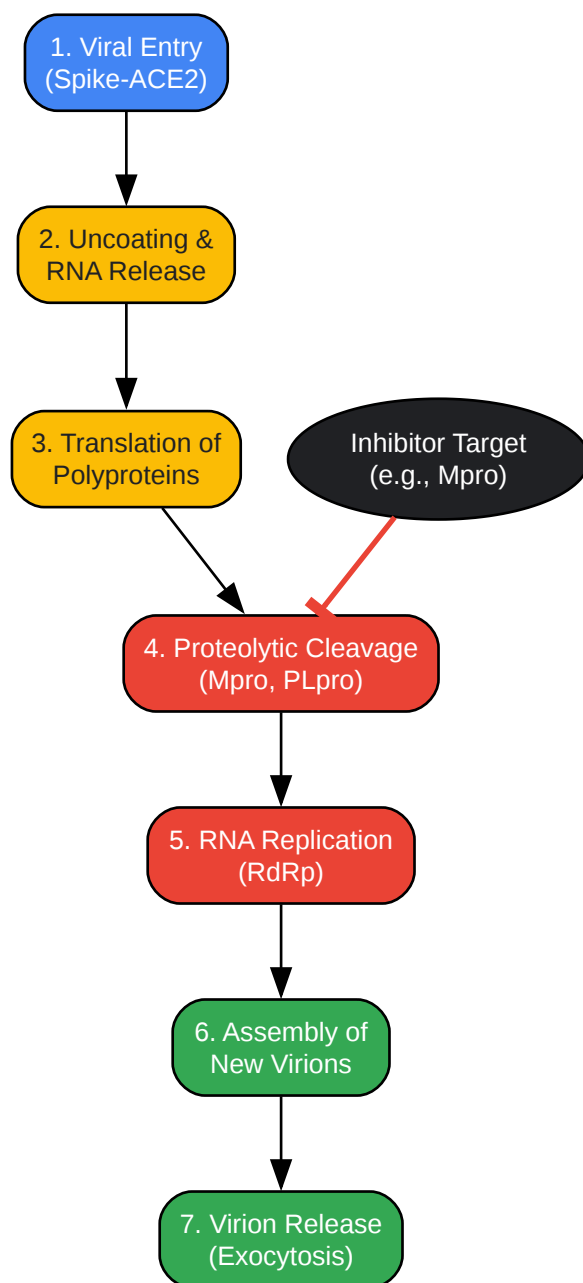 1. Viral Entry
(Spike-ACE2)
2. Uncoating &
RNA Release
3. Translation of
Polyproteins
Inhibitor Target
(e.g., Mpro)
4. Proteolytic Cleavage
(Mpro, PLpro)
5. RNA Replication
(RdRp)
6. Assembly of
New Virions
7. Virion Release
(Exocytosis)